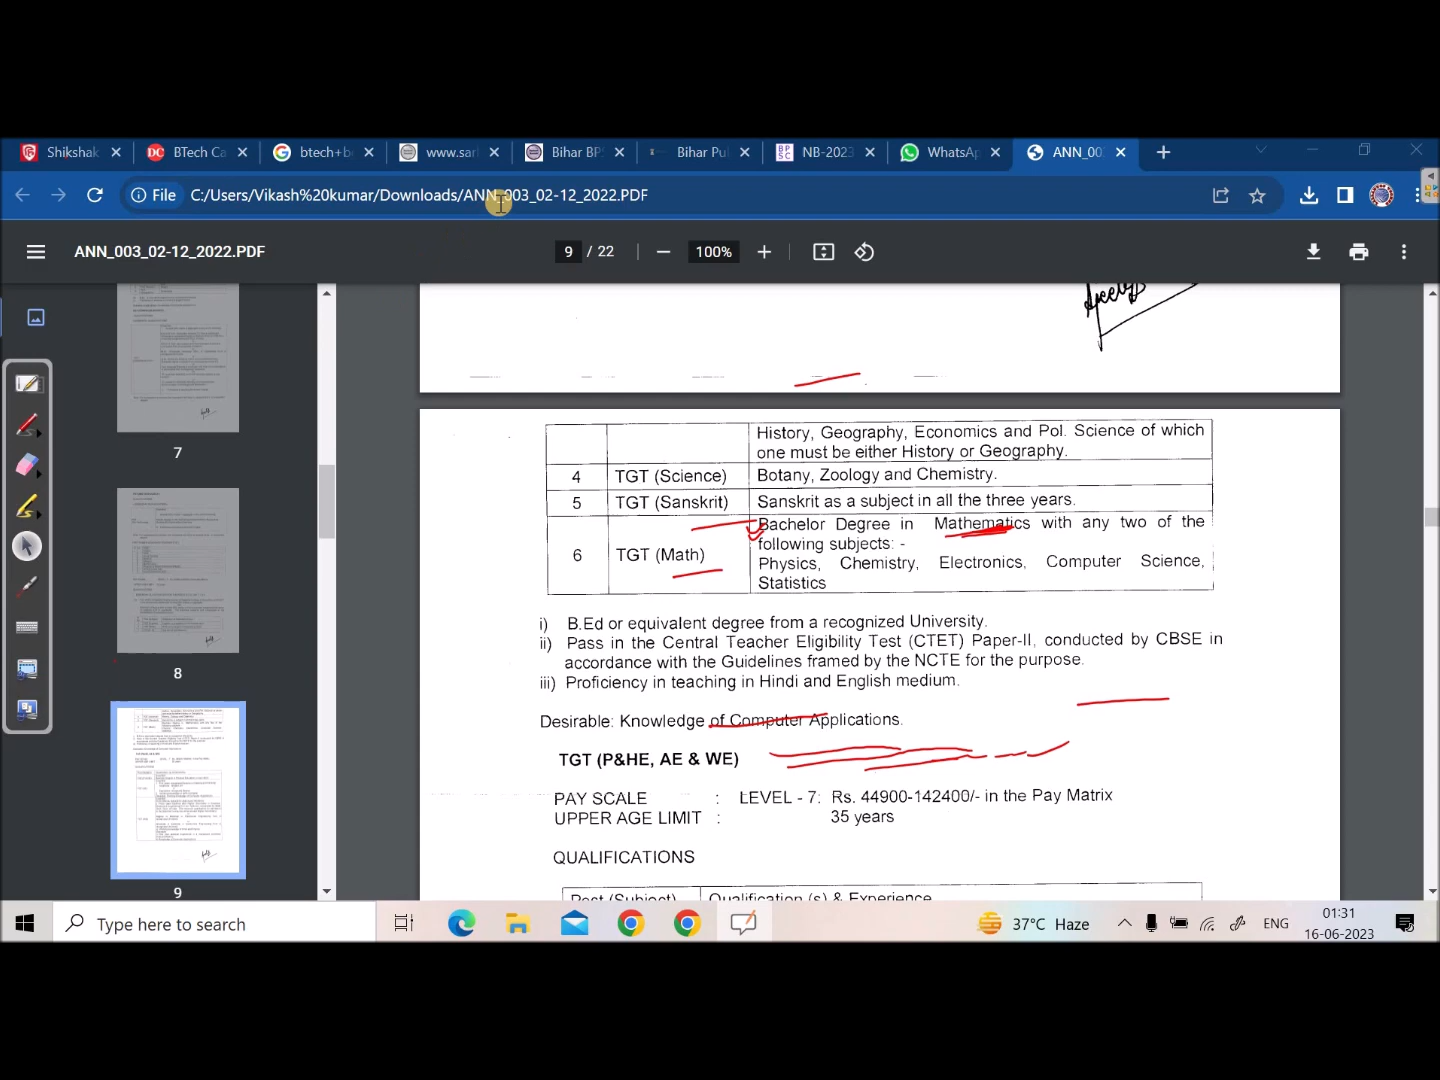 Shikshak
BTech Ca
btech+b
www.sar
Bihar BP
Bihar Pu
NB-2023
WhatsAp
ANN_00
File
C:/Users/Vikash%20kumar/Downloads/ANN_003_02-12_2022.PDF
ANN_003_02-12_2022.PDF
9 / 22
100%
7
8
9
History, Geography, Economics and Pol. Science of which
one must be either History or Geography.
4 TGT (Science) Botany, Zoology and Chemistry.
5 TGT (Sanskrit) Sanskrit as a subject in all the three years.
6 TGT (Math) Bachelor Degree in Mathematics with any two of the
following subjects: -
Physics, Chemistry, Electronics, Computer Science,
Statistics
i) B.Ed or equivalent degree from a recognized University.
ii) Pass in the Central Teacher Eligibility Test (CTET) Paper-II, conducted by CBSE in
accordance with the Guidelines framed by the NCTE for the purpose.
iii) Proficiency in teaching in Hindi and English medium.
Desirable: Knowledge of Computer Applications.
TGT (P&HE, AE & WE)
PAY SCALE : LEVEL - 7: Rs. 44900-142400/- in the Pay Matrix
UPPER AGE LIMIT : 35 years
QUALIFICATIONS
Post (Subject) Qualification (s) & Experience
Type here to search
37°C Haze
ENG
01:31
16-06-2023